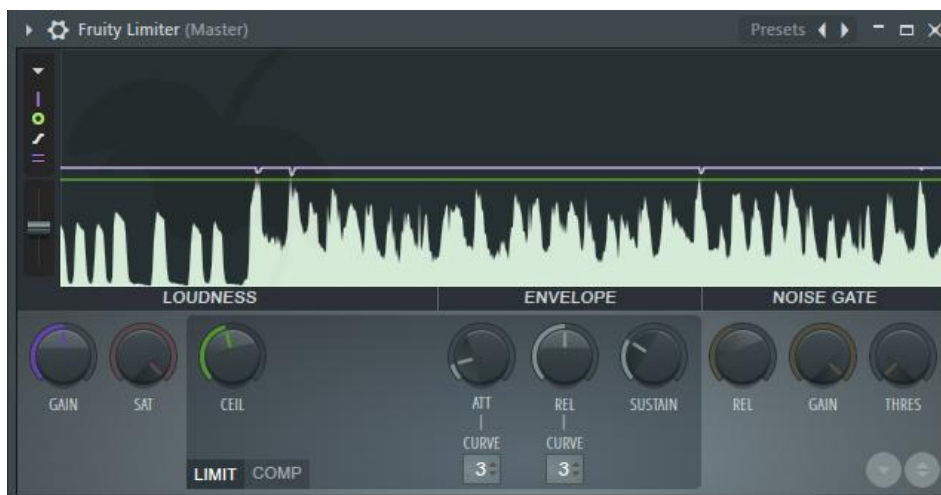 Fruity Limiter (Master) Presets
LOUDNESS ENVELOPE NOISE GATE
GAIN SAT CEIL ATT REL SUSTAIN REL GAIN THRES
CURVE CURVE
LIMIT COMP 3 3